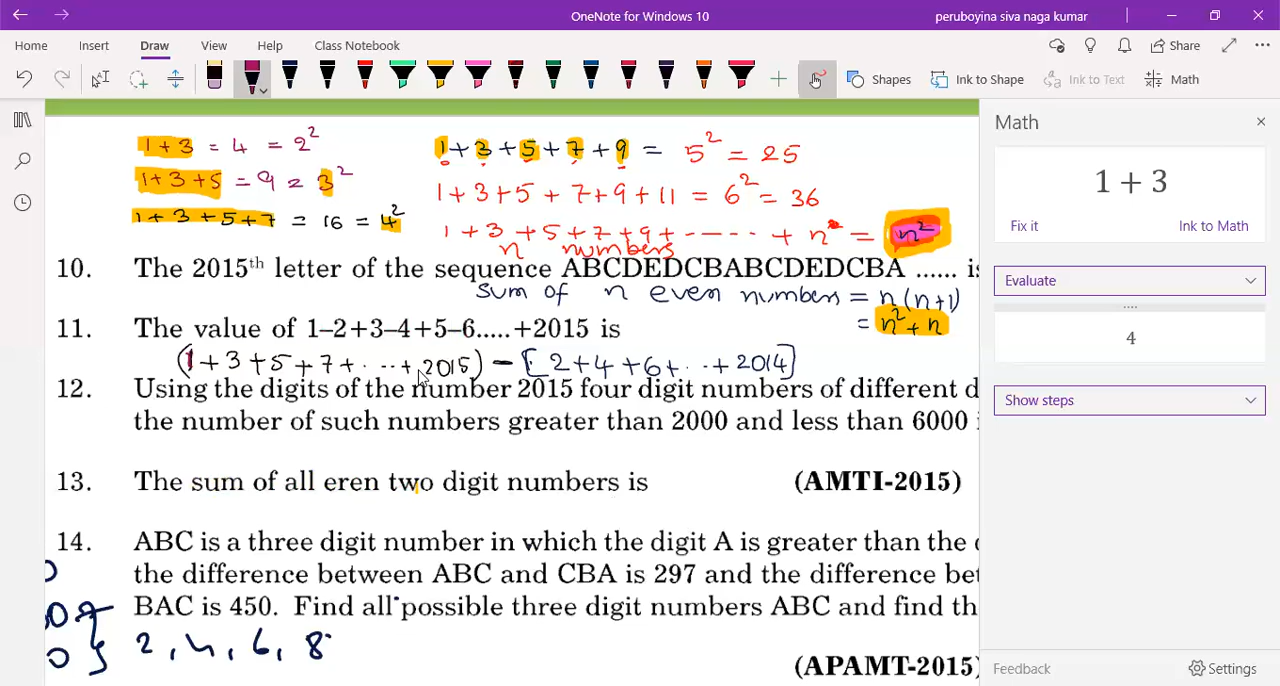 OneNote for Windows 10
peruboyina siva naga kumar
Home Insert Draw View Help Class Notebook Share
Shapes Ink to Shape Ink to Text Math
1+3 = 4 = 2²
1+3+5 = 9 = 3²
1+3+5+7 = 16 = 4²
1+3+5+7+9 = 5² = 25
1+3+5+7+9+11 = 6² = 36
1+3+5+7+9+ ------ + n = n²
n numbers
10. The 2015th letter of the sequence ABCDEDCBABCDEDCBA ...... i
sum of n even numbers = n(n+1)
= n²+n
11. The value of 1–2+3–4+5–6.....+2015 is
(1+3+5+7+.....+2015) – [2+4+6+...+2014]
12. Using the digits of the number 2015 four digit numbers of different d
the number of such numbers greater than 2000 and less than 6000
13. The sum of all eren two digit numbers is (AMTI-2015)
14. ABC is a three digit number in which the digit A is greater than the
the difference between ABC and CBA is 297 and the difference be
BAC is 450. Find all possible three digit numbers ABC and find th
2, 4, 6, 8
(APAMT-2015)
Math
1 + 3
Fix it Ink to Math
Evaluate
4
Show steps
Feedback Settings